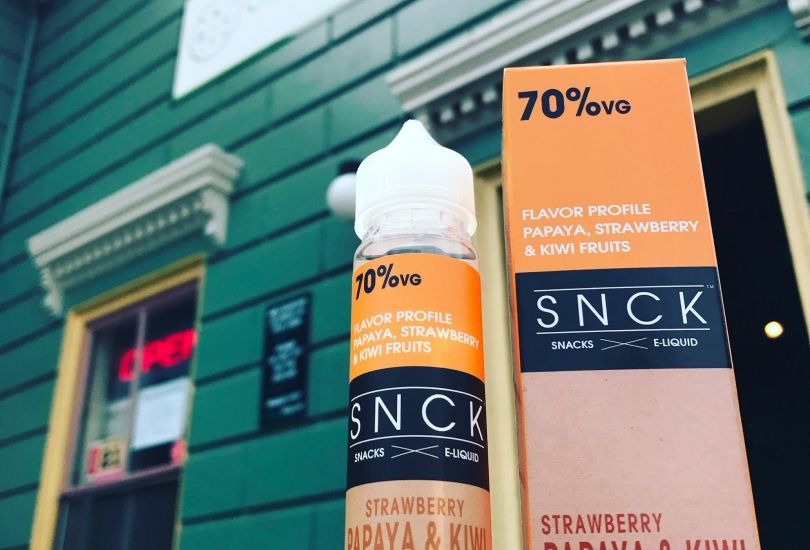 OPEN
70%VG
FLAVOR PROFILE
PAPAYA, STRAWBERRY
& KIWI FRUITS
SNCK
SNACKS E-LIQUID
STRAWBERRY
PAPAYA & KIWI
70%VG
FLAVOR PROFILE
PAPAYA, STRAWBERRY
& KIWI FRUITS
SNCK™
SNACKS E-LIQUID
STRAWBERRY
PAPAYA & KIWI